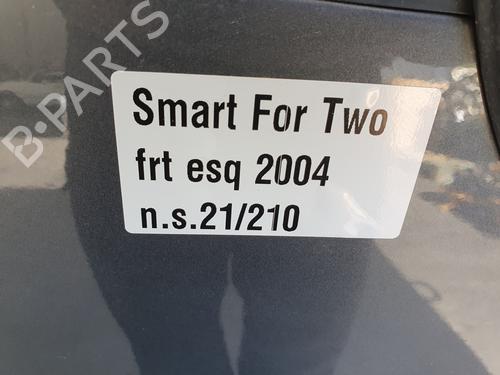 B-PARTS
Smart For Two
frt esq 2004
n.s.21/210